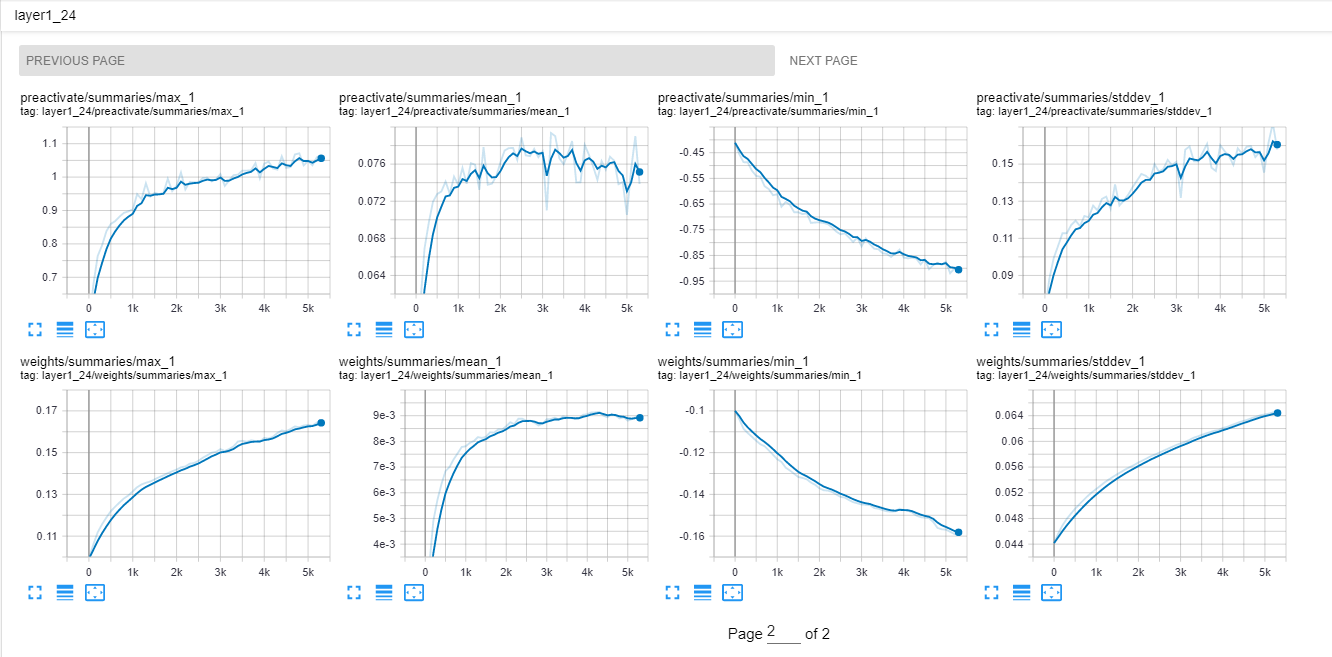 layer1_24
PREVIOUS PAGE NEXT PAGE
preactivate/summaries/max_1
tag: layer1_24/preactivate/summaries/max_1
1.1
1
0.9
0.8
0.7
0 1k 2k 3k 4k 5k
preactivate/summaries/mean_1
tag: layer1_24/preactivate/summaries/mean_1
0.076
0.072
0.068
0.064
0 1k 2k 3k 4k 5k
preactivate/summaries/min_1
tag: layer1_24/preactivate/summaries/min_1
-0.45
-0.55
-0.65
-0.75
-0.85
-0.95
0 1k 2k 3k 4k 5k
preactivate/summaries/stddev_1
tag: layer1_24/preactivate/summaries/stddev_1
0.15
0.13
0.11
0.09
0 1k 2k 3k 4k 5k
weights/summaries/max_1
tag: layer1_24/weights/summaries/max_1
0.17
0.15
0.13
0.11
0 1k 2k 3k 4k 5k
weights/summaries/mean_1
tag: layer1_24/weights/summaries/mean_1
9e-3
8e-3
7e-3
6e-3
5e-3
4e-3
0 1k 2k 3k 4k 5k
weights/summaries/min_1
tag: layer1_24/weights/summaries/min_1
-0.1
-0.12
-0.14
-0.16
0 1k 2k 3k 4k 5k
weights/summaries/stddev_1
tag: layer1_24/weights/summaries/stddev_1
0.064
0.06
0.056
0.052
0.048
0.044
0 1k 2k 3k 4k 5k
Page 2 of 2